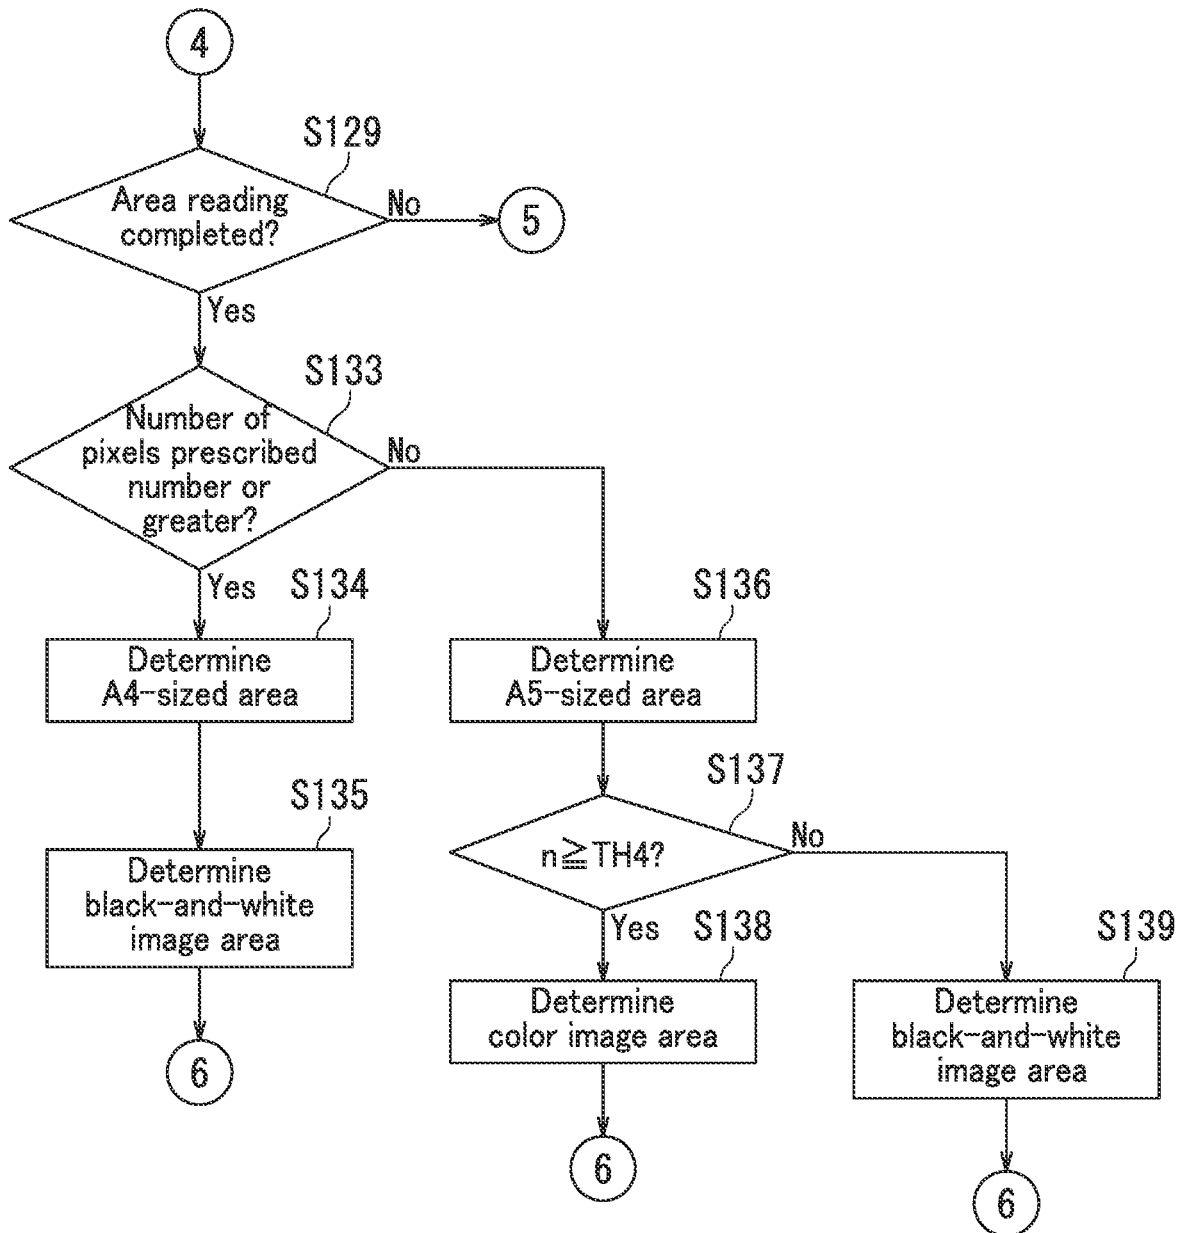 4
S129
Area reading
completed?
No
5
Yes
S133
Number of
pixels prescribed
number or
greater?
No
Yes
S134
Determine
A4-sized area
S136
Determine
A5-sized area
S135
Determine
black-and-white
image area
6
S137
n≧TH4?
No
Yes
S138
Determine
color image area
6
S139
Determine
black-and-white
image area
6